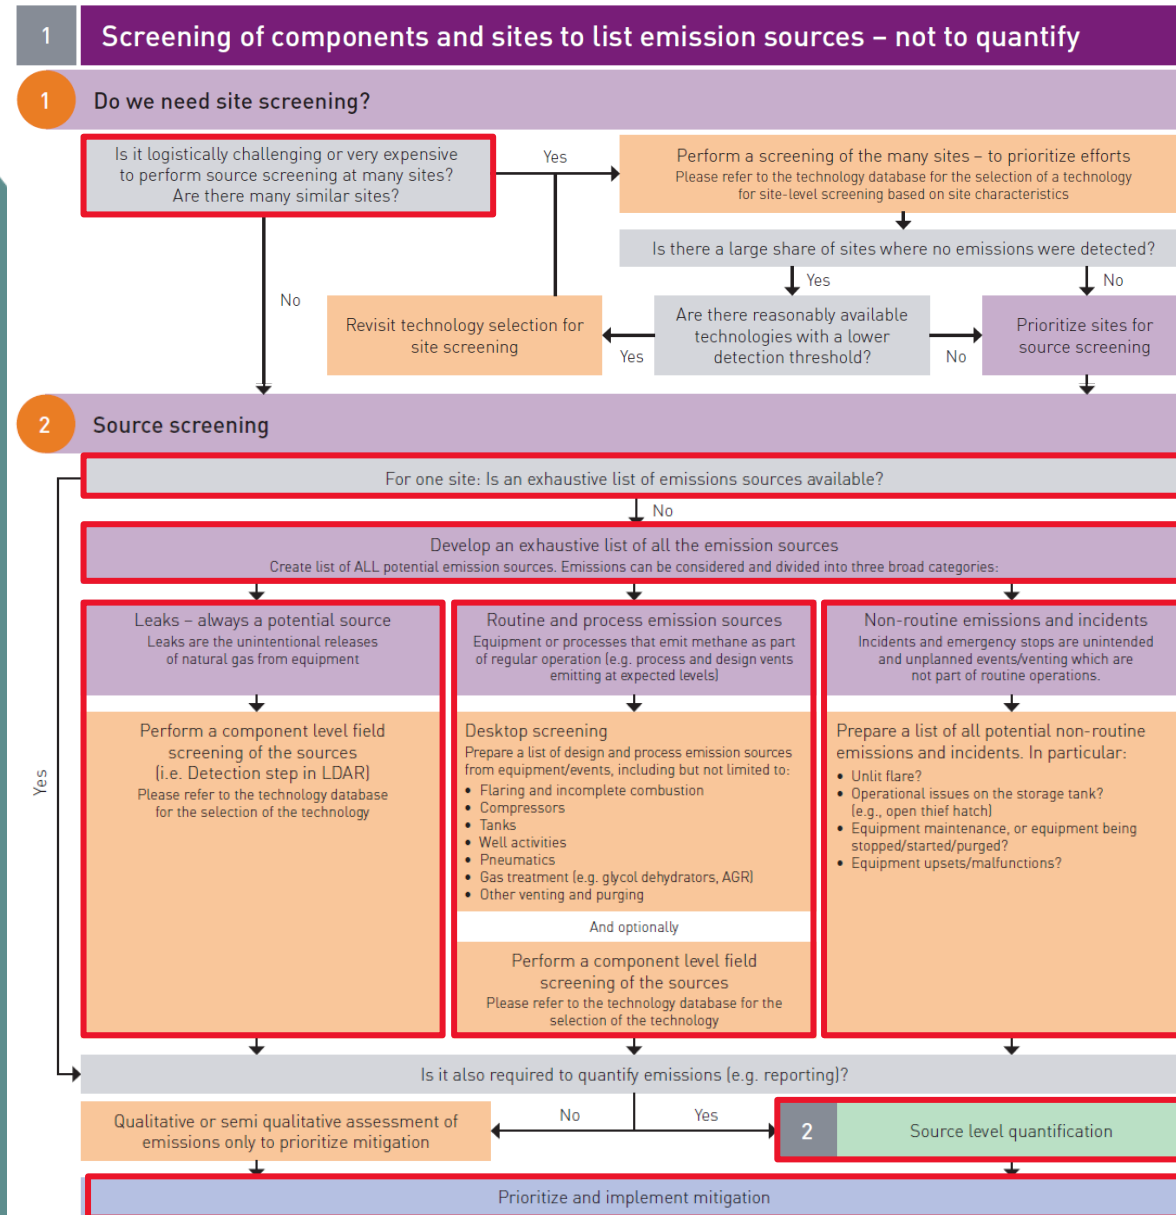 1
Screening of components and sites to list emission sources – not to quantify
1
Do we need site screening?
Is it logistically challenging or very expensive
to perform source screening at many sites?
Are there many similar sites?
Yes
Perform a screening of the many sites – to prioritize efforts
Please refer to the technology database for the selection of a technology
for site-level screening based on site characteristics
Is there a large share of sites where no emissions were detected?
Yes
No
No
Revisit technology selection for
site screening
Yes
Are there reasonably available
technologies with a lower
detection threshold?
No
Prioritize sites for
source screening
2
Source screening
For one site: Is an exhaustive list of emissions sources available?
No
Develop an exhaustive list of all the emission sources
Create list of ALL potential emission sources. Emissions can be considered and divided into three broad categories:
Leaks – always a potential source
Leaks are the unintentional releases
of natural gas from equipment
Perform a component level field
screening of the sources
(i.e. Detection step in LDAR)
Please refer to the technology database
for the selection of the technology
Routine and process emission sources
Equipment or processes that emit methane as part
of regular operation (e.g. process and design vents
emitting at expected levels)
Desktop screening
Prepare a list of design and process emission sources
from equipment/events, including but not limited to:
• Flaring and incomplete combustion
• Compressors
• Tanks
• Well activities
• Pneumatics
• Gas treatment (e.g. glycol dehydrators, AGR)
• Other venting and purging
And optionally
Perform a component level field
screening of the sources
Please refer to the technology database for the
selection of the technology
Non-routine emissions and incidents
Incidents and emergency stops are unintended
and unplanned events/venting which are
not part of routine operations.
Prepare a list of all potential non-routine
emissions and incidents. In particular:
• Unlit flare?
• Operational issues on the storage tank?
(e.g., open thief hatch)
• Equipment maintenance, or equipment being
stopped/started/purged?
• Equipment upsets/malfunctions?
Yes
Is it also required to quantify emissions (e.g. reporting)?
Qualitative or semi qualitative assessment of
emissions only to prioritize mitigation
No
Yes
2
Source level quantification
Prioritize and implement mitigation